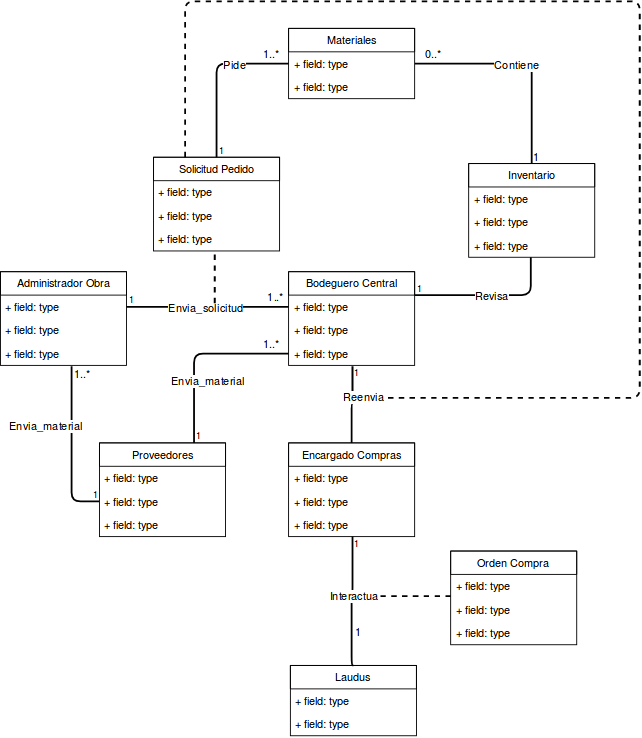 Materiales
+ field: type
+ field: type
1..*
Pide
1
0..*
Contiene
1
Solicitud Pedido
+ field: type
+ field: type
+ field: type
Inventario
+ field: type
+ field: type
+ field: type
Administrador Obra
+ field: type
+ field: type
+ field: type
1
Envia_solicitud
1..*
Bodeguero Central
+ field: type
+ field: type
+ field: type
1
Revisa
1..*
Envia_material
1
1..*
Envia_material
1
1
Reenvia
Proveedores
+ field: type
+ field: type
+ field: type
Encargado Compras
+ field: type
+ field: type
+ field: type
1
Interactua
1
Orden Compra
+ field: type
+ field: type
+ field: type
Laudus
+ field: type
+ field: type